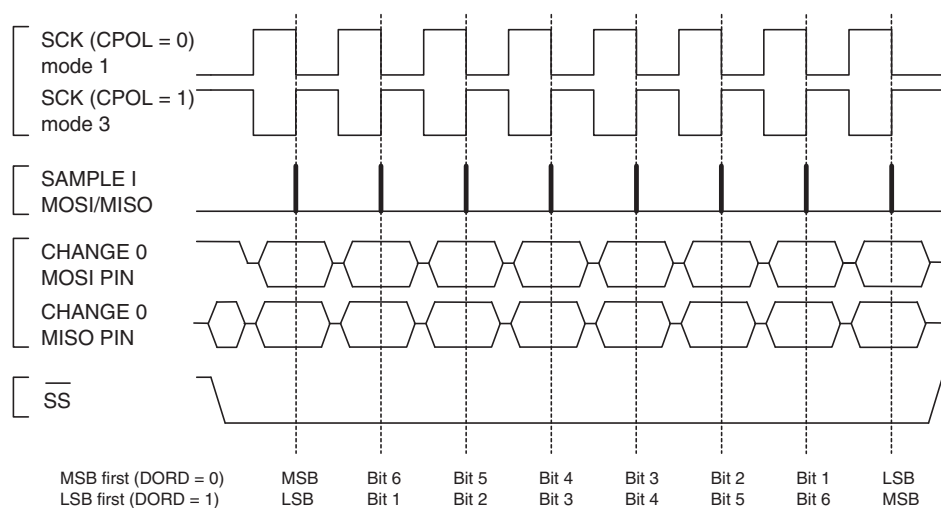 SCK (CPOL = 0)
mode 1
SCK (CPOL = 1)
mode 3
SAMPLE I
MOSI/MISO
CHANGE 0
MOSI PIN
CHANGE 0
MISO PIN
SS
MSB first (DORD = 0) MSB Bit 6 Bit 5 Bit 4 Bit 3 Bit 2 Bit 1 LSB
LSB first (DORD = 1) LSB Bit 1 Bit 2 Bit 3 Bit 4 Bit 5 Bit 6 MSB